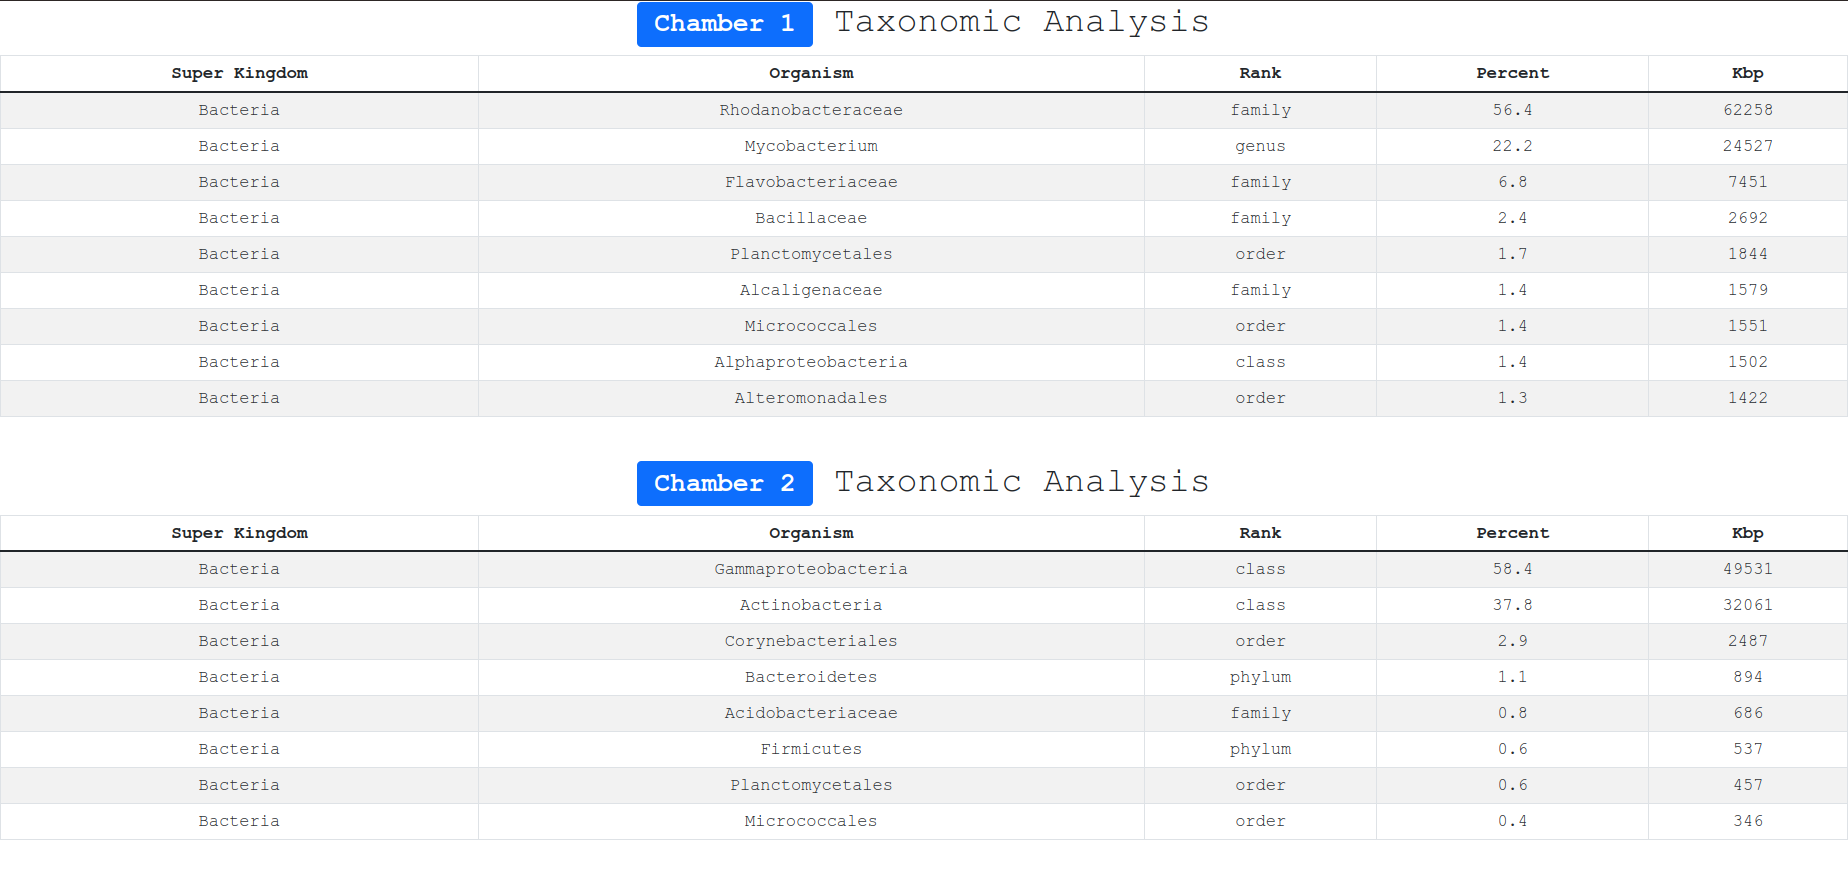 Chamber 1 Taxonomic Analysis
Super Kingdom Organism Rank Percent Kbp
Bacteria Rhodanobacteraceae family 56.4 62258
Bacteria Mycobacterium genus 22.2 24527
Bacteria Flavobacteriaceae family 6.8 7451
Bacteria Bacillaceae family 2.4 2692
Bacteria Planctomycetales order 1.7 1844
Bacteria Alcaligenaceae family 1.4 1579
Bacteria Micrococcales order 1.4 1551
Bacteria Alphaproteobacteria class 1.4 1502
Bacteria Alteromonadales order 1.3 1422
Chamber 2 Taxonomic Analysis
Super Kingdom Organism Rank Percent Kbp
Bacteria Gammaproteobacteria class 58.4 49531
Bacteria Actinobacteria class 37.8 32061
Bacteria Corynebacteriales order 2.9 2487
Bacteria Bacteroidetes phylum 1.1 894
Bacteria Acidobacteriaceae family 0.8 686
Bacteria Firmicutes phylum 0.6 537
Bacteria Planctomycetales order 0.6 457
Bacteria Micrococcales order 0.4 346